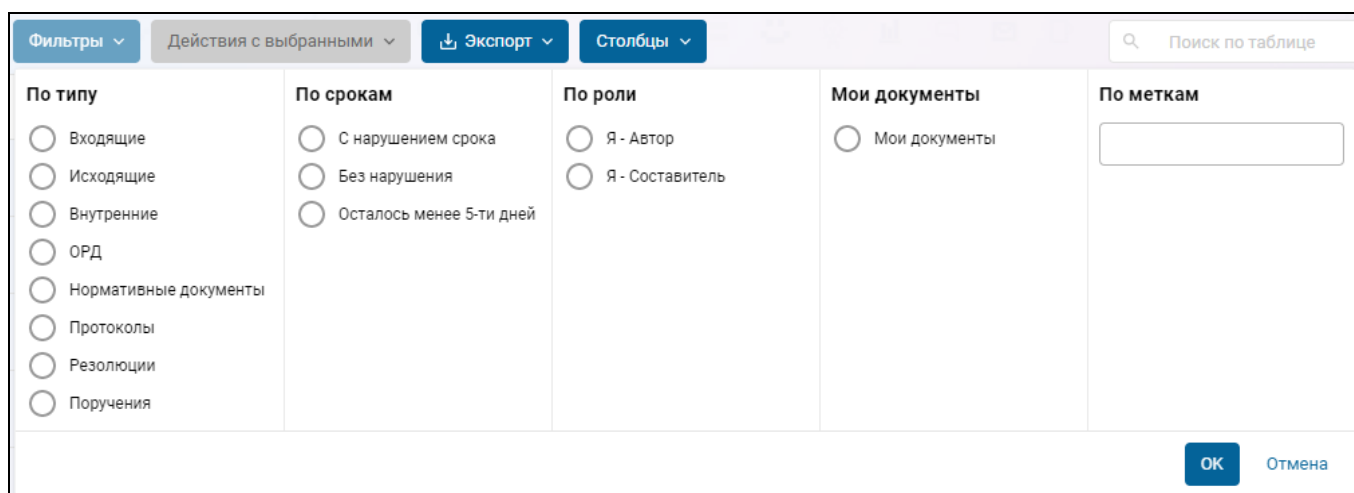 Фильтры Действия с выбранными Экспорт Столбцы Поиск по таблице
По типу По срокам По роли Мои документы По меткам
Входящие С нарушением срока Я - Автор Мои документы
Исходящие Без нарушения Я - Составитель
Внутренние Осталось менее 5-ти дней
ОРД
Нормативные документы
Протоколы
Резолюции
Поручения
ОК Отмена